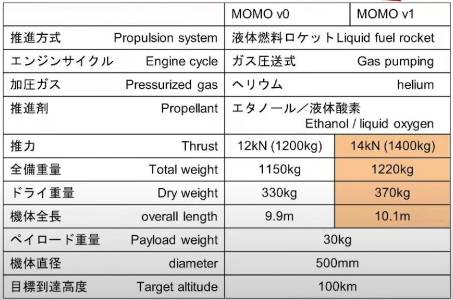 MOMO v0 MOMO v1
推進方式 Propulsion system 液体燃料ロケット Liquid fuel rocket
エンジンサイクル Engine cycle ガス圧送式 Gas pumping
加圧ガス Pressurized gas ヘリウム helium
推進剤 Propellant エタノール／液体酸素
Ethanol / liquid oxygen
推力 Thrust 12kN (1200kg) 14kN (1400kg)
全備重量 Total weight 1150kg 1220kg
ドライ重量 Dry weight 330kg 370kg
機体全長 overall length 9.9m 10.1m
ペイロード重量 Payload weight 30kg
機体直径 diameter 500mm
目標到達高度 Target altitude 100km